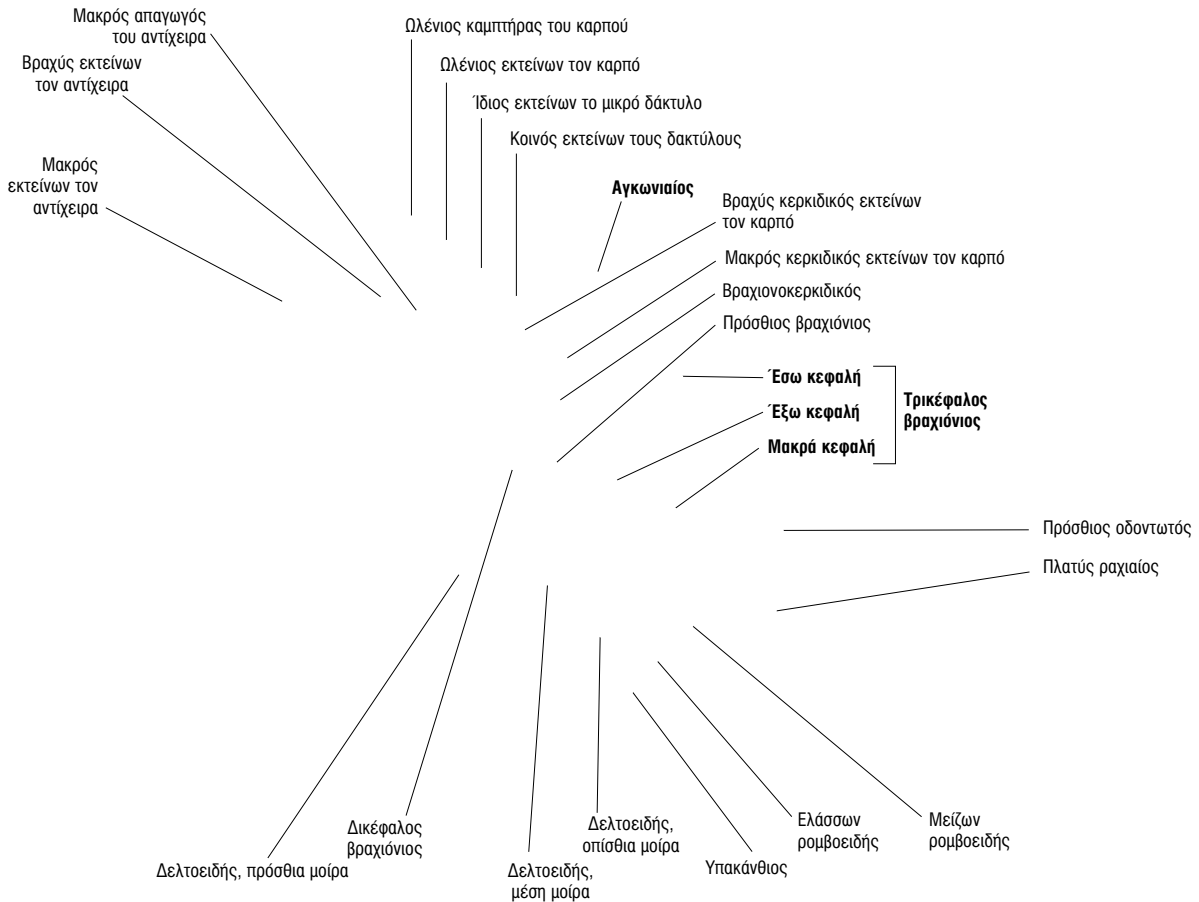 Μακρός απαγωγός
του αντίχειρα
Βραχύς εκτείνων
τον αντίχειρα
Μακρός
εκτείνων τον
αντίχειρα
Ωλένιος καμπτήρας του καρπού
Ωλένιος εκτείνων τον καρπό
Ίδιος εκτείνων το μικρό δάκτυλο
Κοινός εκτείνων τους δακτύλους
Αγκωνιαίος
Βραχύς κερκιδικός εκτείνων
τον καρπό
Μακρός κερκιδικός εκτείνων τον καρπό
Βραχιονοκερκιδικός
Πρόσθιος βραχιόνιος
Έσω κεφαλή
Έξω κεφαλή
Μακρά κεφαλή
Τρικέφαλος
βραχιόνιος
Πρόσθιος οδοντωτός
Πλατύς ραχιαίος
Μείζων
ρομβοειδής
Ελάσσων
ρομβοειδής
Υπακάνθιος
Δελτοειδής,
οπίσθια μοίρα
Δελτοειδής,
μέση μοίρα
Δικέφαλος
βραχιόνιος
Δελτοειδής, πρόσθια μοίρα